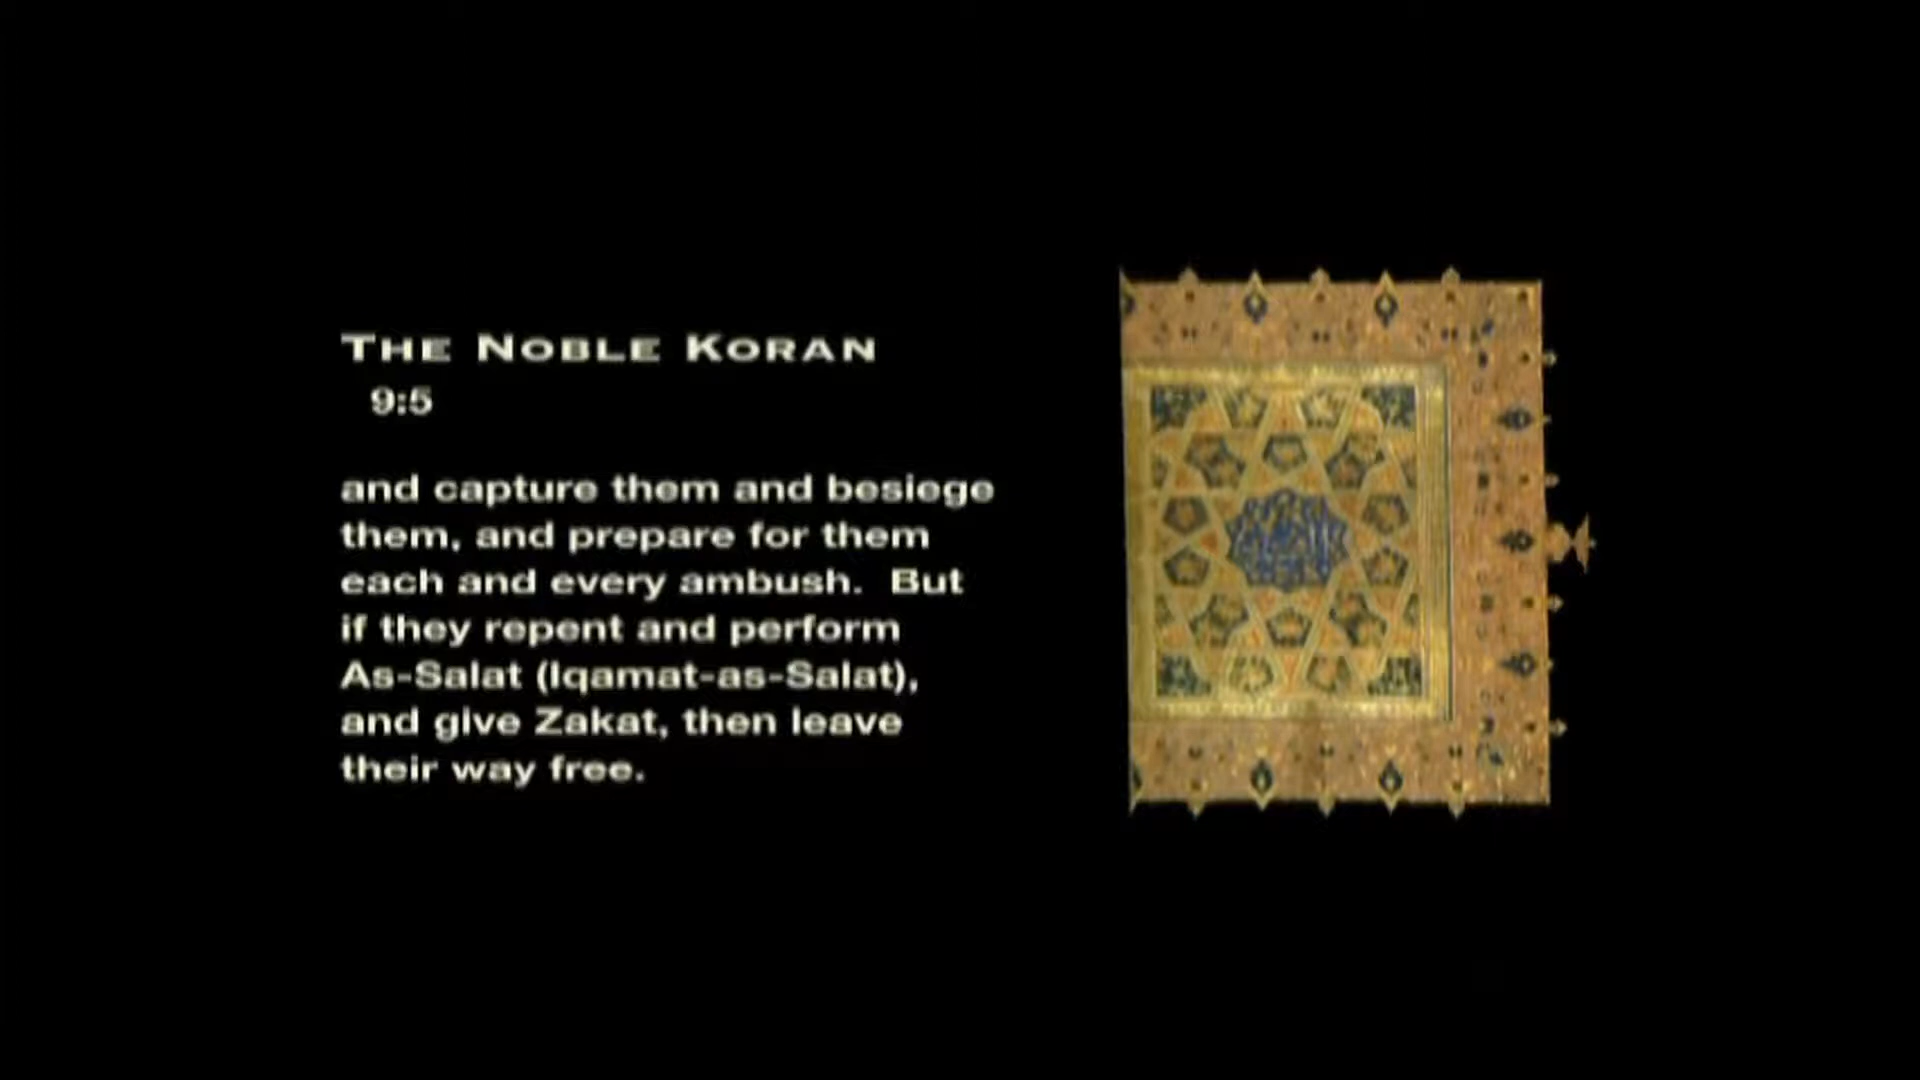 THE NOBLE KORAN
9:5
and capture them and besiege
them, and prepare for them
each and every ambush. But
if they repent and perform
As-Salat (Iqamat-as-Salat),
and give Zakat, then leave
their way free.